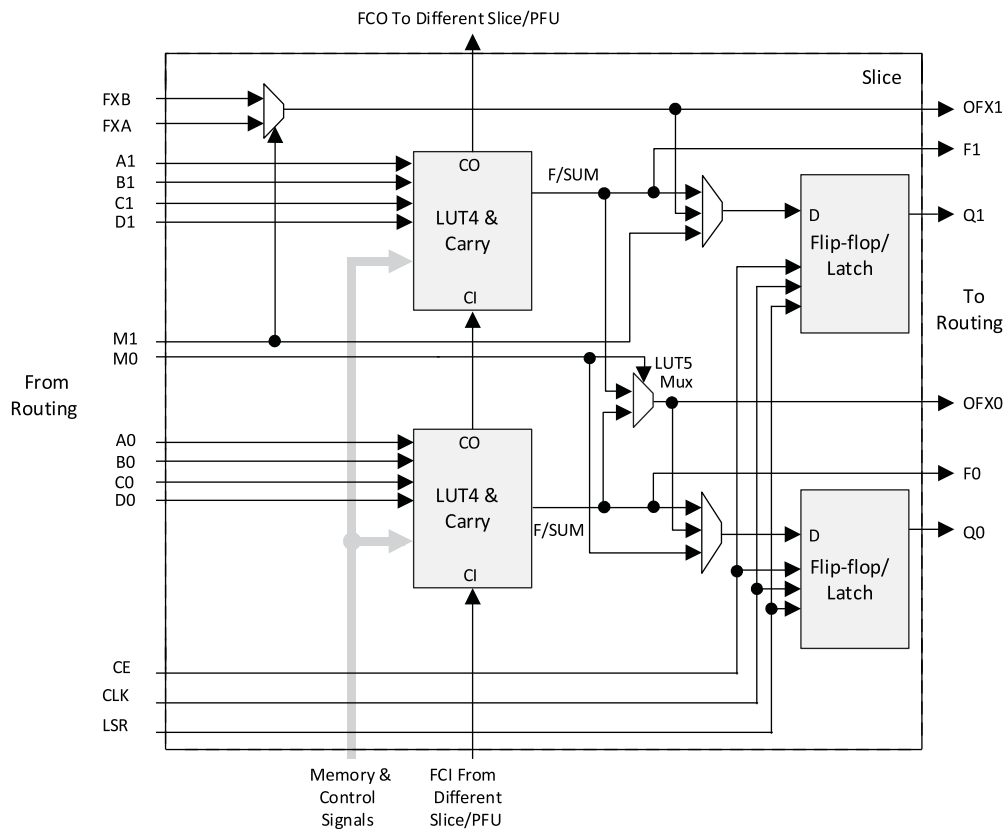 FCO To Different Slice/PFU
Slice
FXB
FXA
OFX1
A1
B1
C1
D1
CO
LUT4 &
Carry
CI
F/SUM
F1
D
Flip-flop/
Latch
Q1
To
Routing
M1
M0
LUT5
Mux
From
Routing
OFX0
A0
B0
C0
D0
CO
LUT4 &
Carry
CI
F/SUM
F0
D
Flip-flop/
Latch
Q0
CE
CLK
LSR
Memory &
Control
Signals
FCI From
Different
Slice/PFU